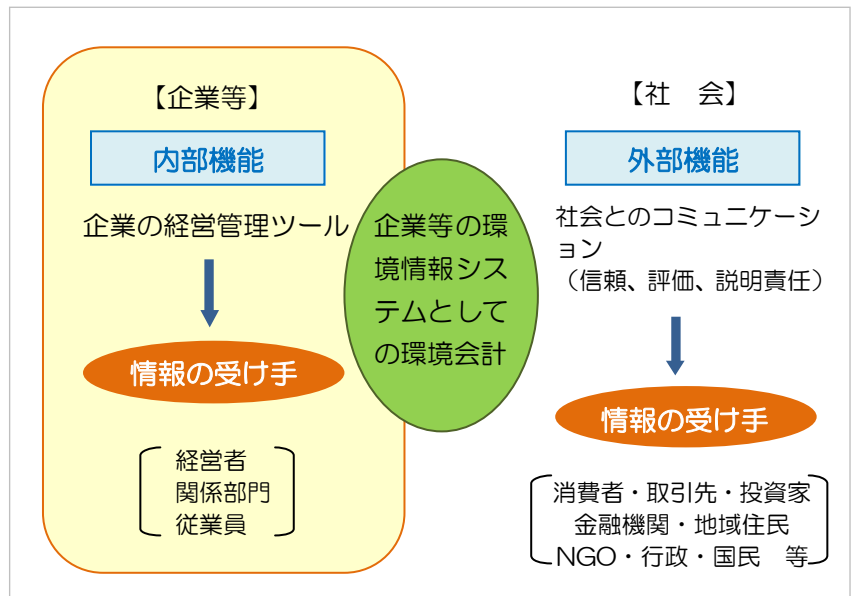 【企業等】
内部機能
企業の経営管理ツール
情報の受け手
経営者
関係部門
従業員
企業等の環
境情報シス
テムとして
の環境会計
【社　会】
外部機能
社会とのコミュニケーシ
ョン
（信頼、評価、説明責任）
情報の受け手
消費者・取引先・投資家
金融機関・地域住民
NGO・行政・国民　等